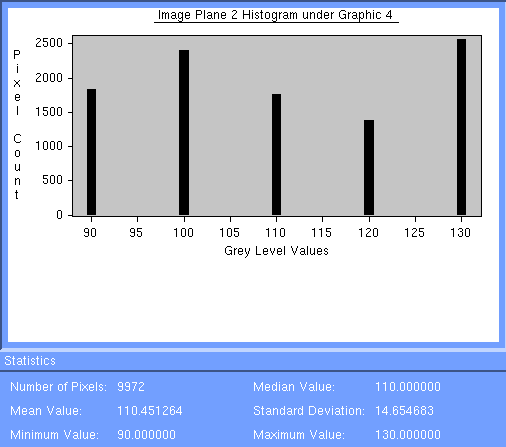 Image Plane 2 Histogram under Graphic 4
Pixel Count
2500
2000
1500
1000
500
0
90 95 100 105 110 115 120 125 130
Grey Level Values
Statistics
Number of Pixels: 9972 Median Value: 110.000000
Mean Value: 110.451264 Standard Deviation: 14.654683
Minimum Value: 90.000000 Maximum Value: 130.000000